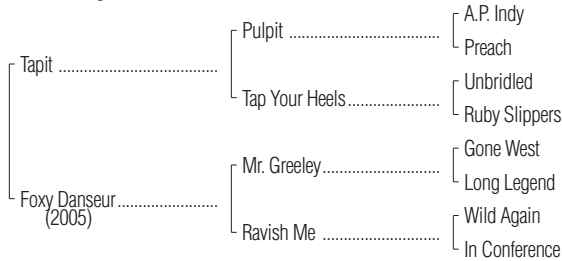 A.P. Indy
Pulpit ..............................
Preach
Tapit ................................
Unbridled
Tap Your Heels..................
Ruby Slippers
Gone West
Mr. Greeley.......................
Long Legend
Foxy Danseur....................
(2005)
Wild Again
Ravish Me .......................
In Conference